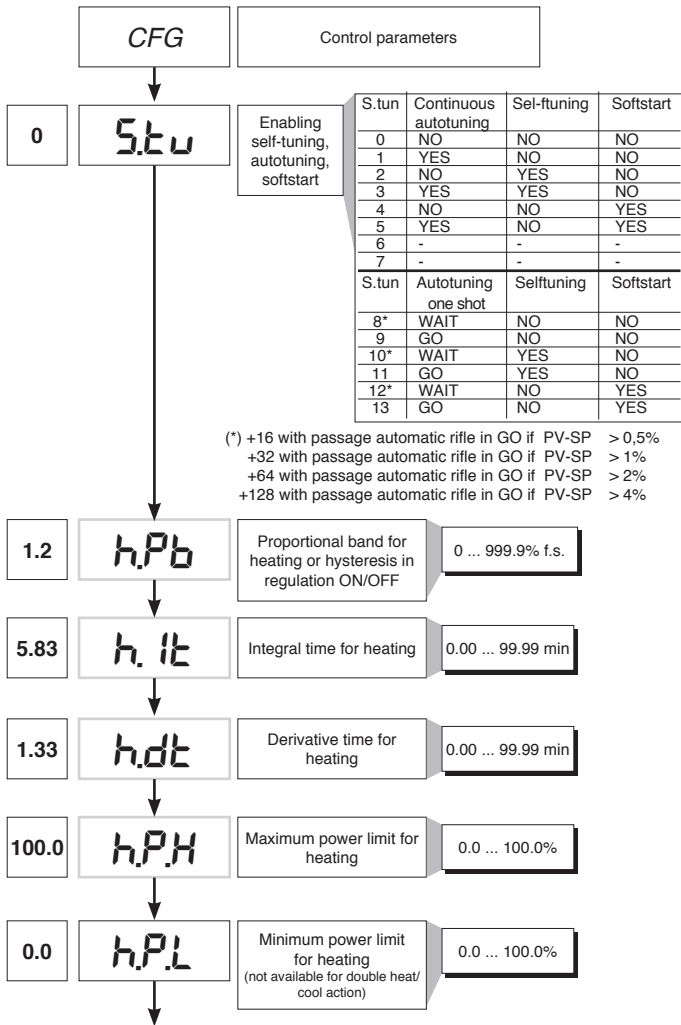 CFG
Control parameters
0
S.tu
Enabling
self-tuning,
autotuning,
softstart
S.tun Continuous autotuning Sel-ftuning Softstart
0 NO NO NO
1 YES NO NO
2 NO YES NO
3 YES YES NO
4 NO NO YES
5 YES NO YES
6 - - -
7 - - -
S.tun Autotuning one shot Selftuning Softstart
8* WAIT NO NO
9 GO NO NO
10* WAIT YES NO
11 GO YES NO
12* WAIT NO YES
13 GO NO YES
(*) +16 with passage automatic rifle in GO if PV-SP > 0,5%
+32 with passage automatic rifle in GO if PV-SP > 1%
+64 with passage automatic rifle in GO if PV-SP > 2%
+128 with passage automatic rifle in GO if PV-SP > 4%
1.2
h.Pb
Proportional band for
heating or hysteresis in
regulation ON/OFF
0 ... 999.9% f.s.
5.83
h.It
Integral time for heating
0.00 ... 99.99 min
1.33
h.dt
Derivative time for
heating
0.00 ... 99.99 min
100.0
h.P.H
Maximum power limit for
heating
0.0 ... 100.0%
0.0
h.P.L
Minimum power limit
for heating
(not available for double heat/
cool action)
0.0 ... 100.0%